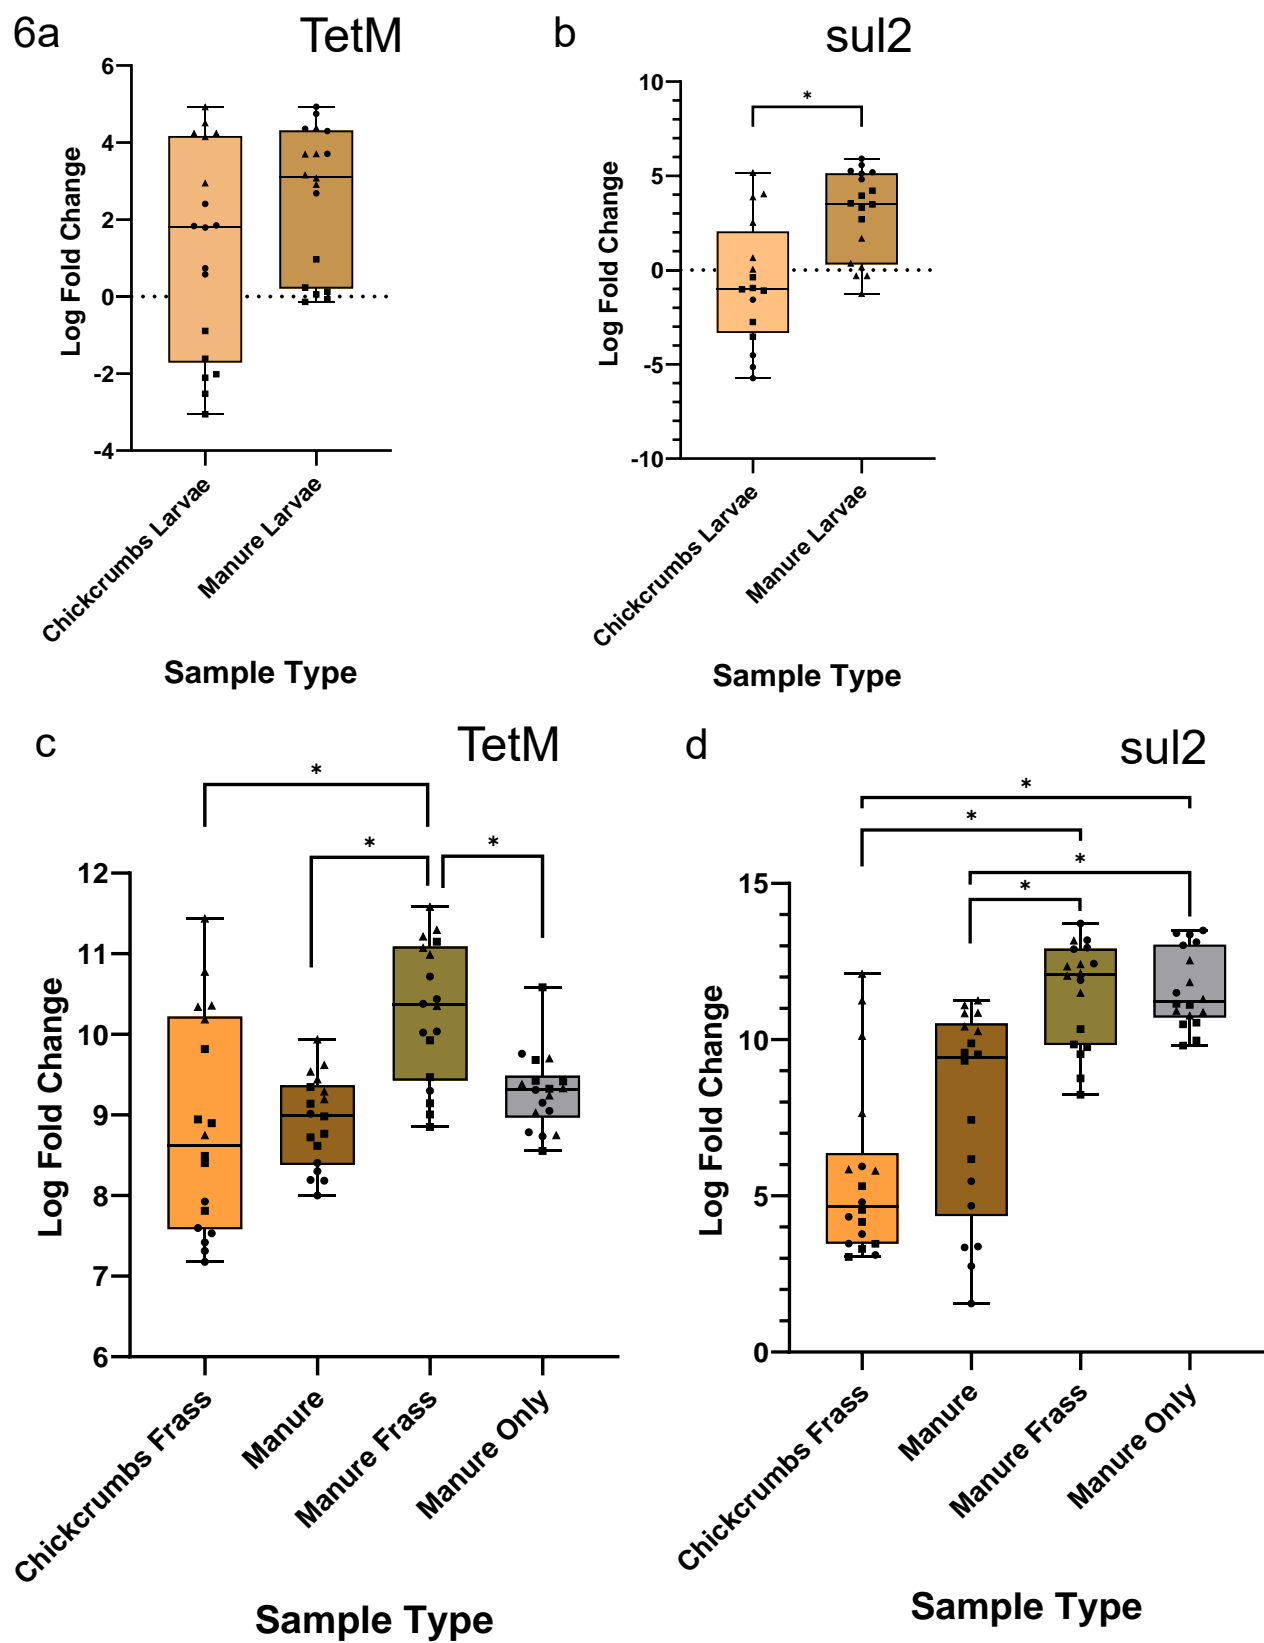 6a
TetM
6
4
2
0
-2
-4
Log Fold Change
Chickcrumbs Larvae
Manure Larvae
Sample Type
b
sul2
10
5
0
-5
-10
*
Log Fold Change
Chickcrumbs Larvae
Manure Larvae
Sample Type
c
TetM
*
*
*
12
11
10
9
8
7
6
Log Fold Change
Chickcrumbs Frass
Manure
Manure Frass
Manure Only
Sample Type
d
sul2
*
*
*
*
15
10
5
0
Log Fold Change
Chickcrumbs Frass
Manure
Manure Frass
Manure Only
Sample Type